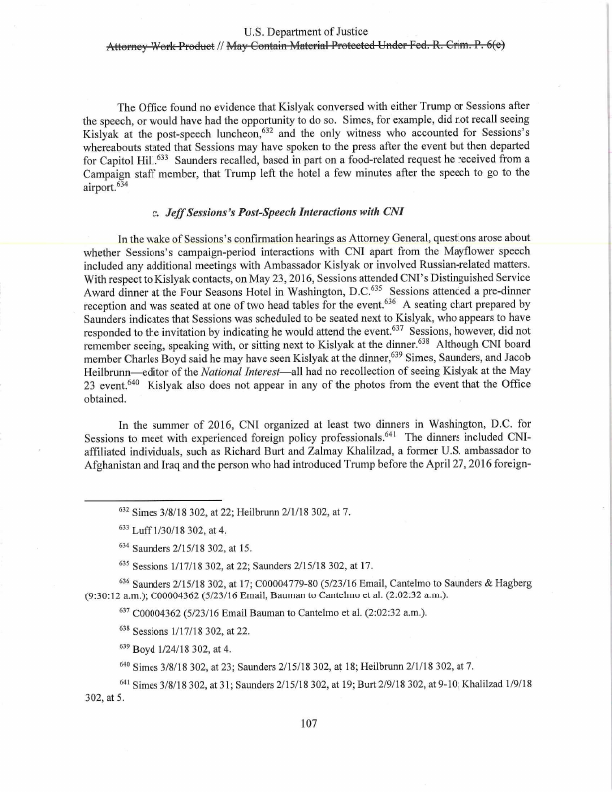 U.S. Department of Justice
Attorney Work Product // May Contain Material Protected Under Fed. R. Crim. P. 6(e)
The Office found no evidence that Kislyak conversed with either Trump or Sessions after
the speech, or would have had the opportunity to do so. Simes, for example, did not recall seeing
Kislyak at the post-speech luncheon,632 and the only witness who accounted for Sessions's
whereabouts stated that Sessions may have spoken to the press after the event but then departed
for Capitol Hill.633 Saunders recalled, based in part on a food-related request he received from a
Campaign staff member, that Trump left the hotel a few minutes after the speech to go to the
airport.634
c. Jeff Sessions's Post-Speech Interactions with CNI
In the wake of Sessions's confirmation hearings as Attorney General, questions arose about
whether Sessions's campaign-period interactions with CNI apart from the Mayflower speech
included any additional meetings with Ambassador Kislyak or involved Russian-related matters.
With respect to Kislyak contacts, on May 23, 2016, Sessions attended CNI's Distinguished Service
Award dinner at the Four Seasons Hotel in Washington, D.C.635 Sessions attended a pre-dinner
reception and was seated at one of two head tables for the event.636 A seating chart prepared by
Saunders indicates that Sessions was scheduled to be seated next to Kislyak, who appears to have
responded to the invitation by indicating he would attend the event.637 Sessions, however, did not
remember seeing, speaking with, or sitting next to Kislyak at the dinner.638 Although CNI board
member Charles Boyd said he may have seen Kislyak at the dinner,639 Simes, Saunders, and Jacob
Heilbrunn—editor of the National Interest—all had no recollection of seeing Kislyak at the May
23 event.640 Kislyak also does not appear in any of the photos from the event that the Office
obtained.
In the summer of 2016, CNI organized at least two dinners in Washington, D.C. for
Sessions to meet with experienced foreign policy professionals.641 The dinners included CNI-
affiliated individuals, such as Richard Burt and Zalmay Khalilzad, a former U.S. ambassador to
Afghanistan and Iraq and the person who had introduced Trump before the April 27, 2016 foreign-
632 Simes 3/8/18 302, at 22; Heilbrunn 2/1/18 302, at 7.
633 Luff 1/30/18 302, at 4.
634 Saunders 2/15/18 302, at 15.
635 Sessions 1/17/18 302, at 22; Saunders 2/15/18 302, at 17.
636 Saunders 2/15/18 302, at 17; C00004779-80 (5/23/16 Email, Cantelmo to Saunders & Hagberg
(9:30:12 a.m.); C00004362 (5/23/16 Email, Bauman to Cantelmo et al. (2:02:32 a.m.).
637 C00004362 (5/23/16 Email Bauman to Cantelmo et al. (2:02:32 a.m.).
638 Sessions 1/17/18 302, at 22.
639 Boyd 1/24/18 302, at 4.
640 Simes 3/8/18 302, at 23; Saunders 2/15/18 302, at 18; Heilbrunn 2/1/18 302, at 7.
641 Simes 3/8/18 302, at 31; Saunders 2/15/18 302, at 19; Burt 2/9/18 302, at 9-10; Khalilzad 1/9/18
302, at 5.
107